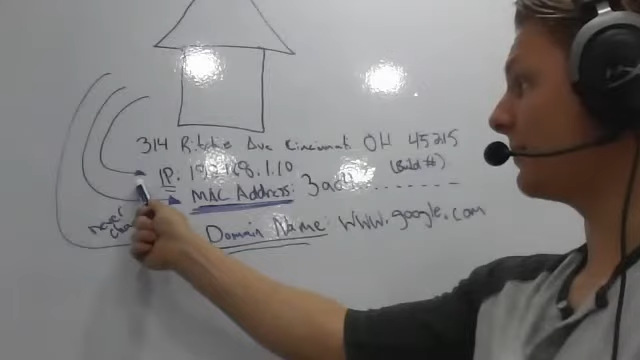 314 Ritchie Ave Cincinnati OH 45215
IP: 192.168.1.10 (Build #)
MAC Address: 3a04 - - - - - - -
never
Domain Name: www.google.com